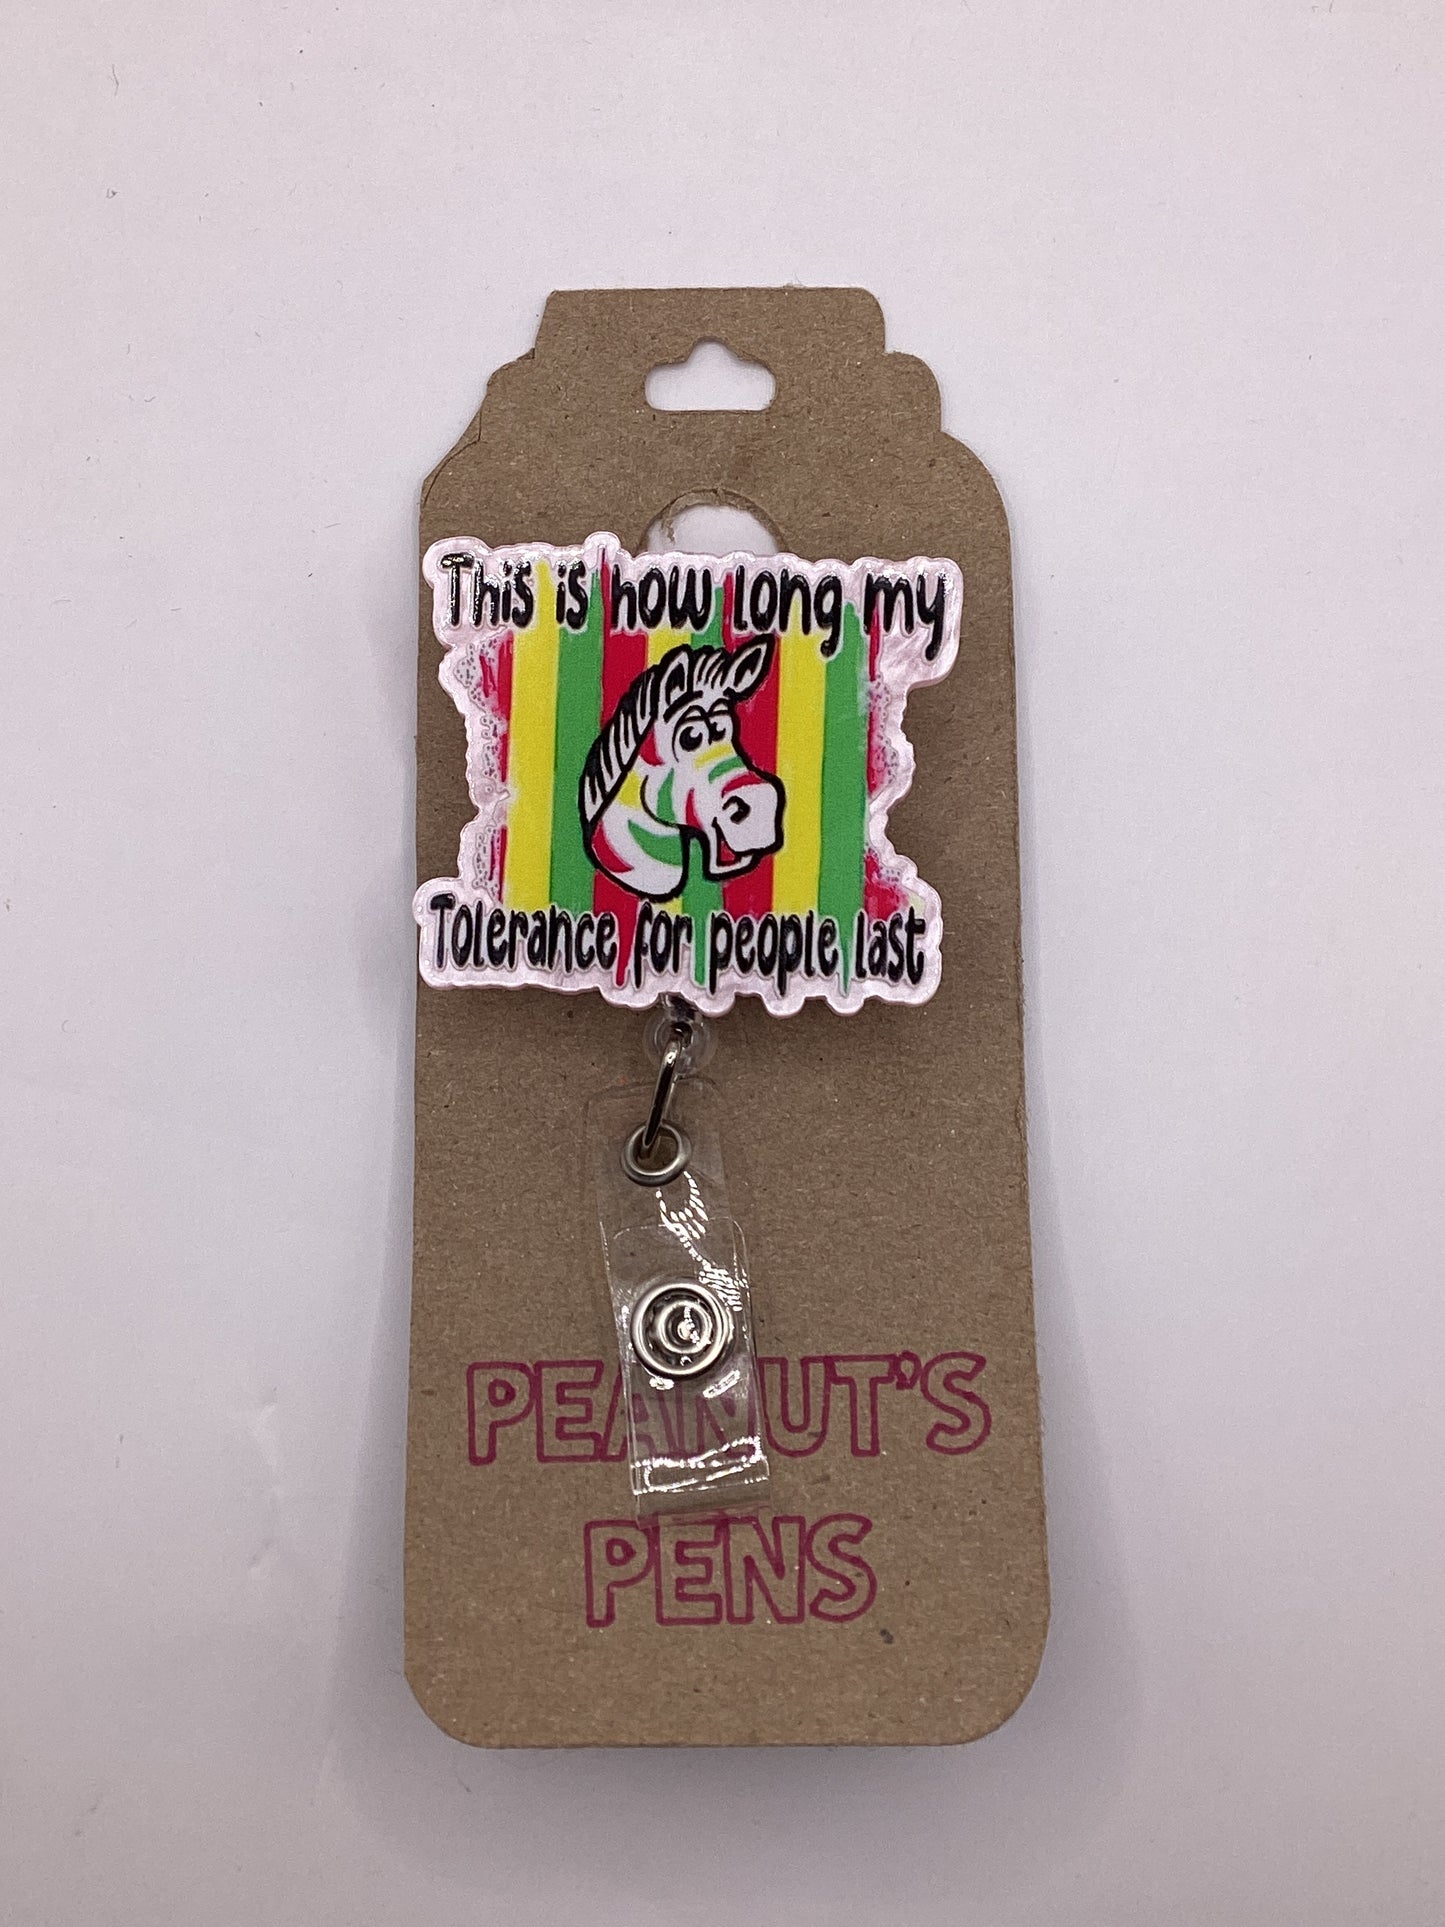 This is how long my
Tolerance for people last
PEANUT'S
PENS